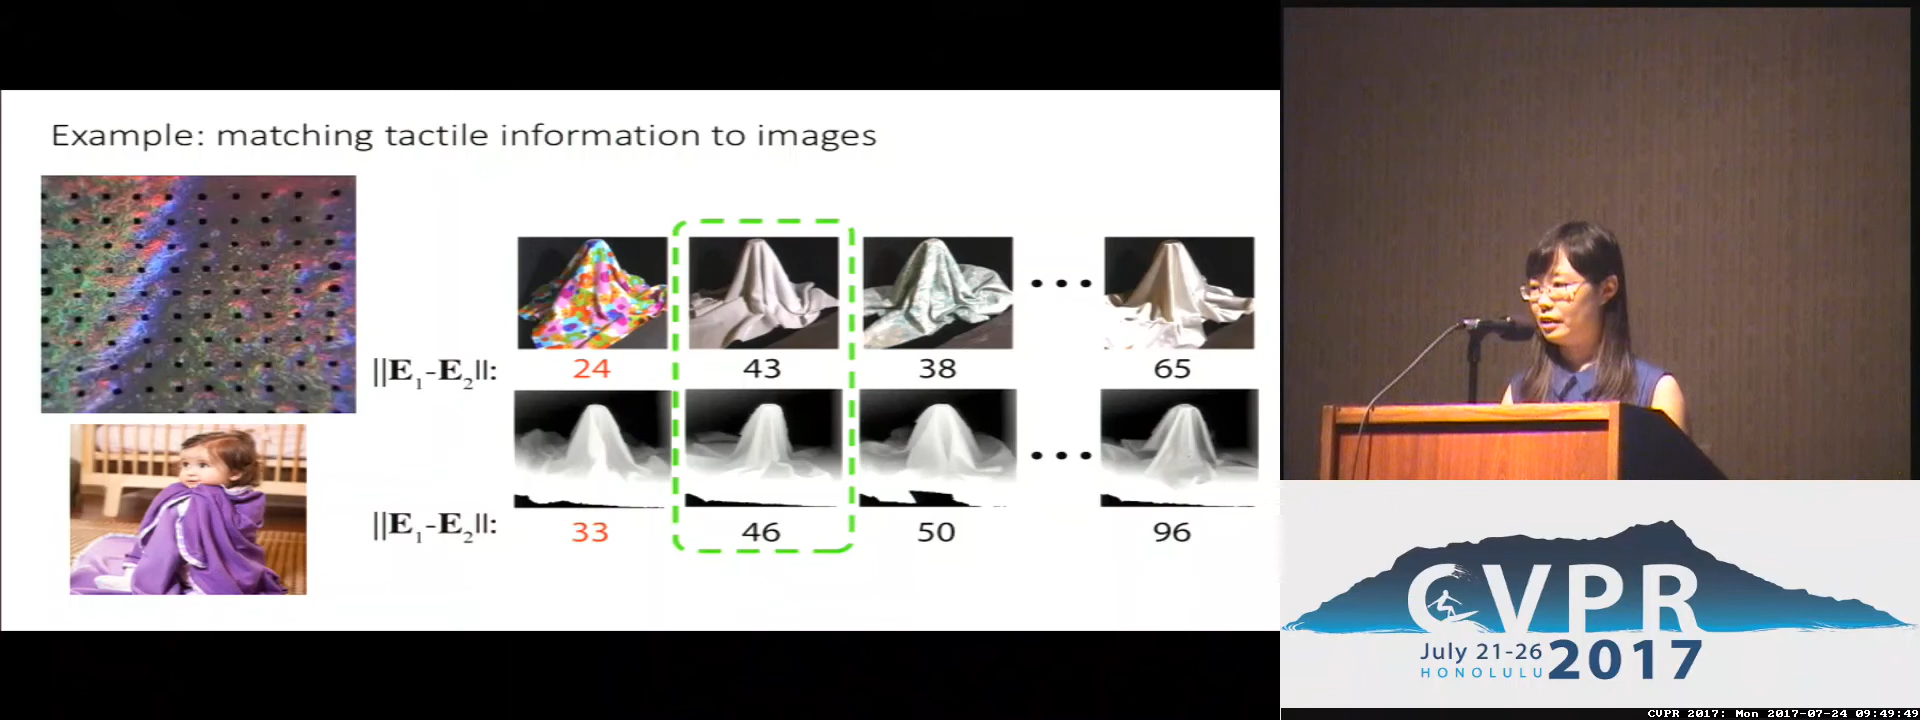 Example: matching tactile information to images
||E1-E2||: 24 43 38 65
||E1-E2||: 33 46 50 96
CVPR
July 21-26
HONOLULU
2017
CVPR 2017: Mon 2017-07-24 09:49:49